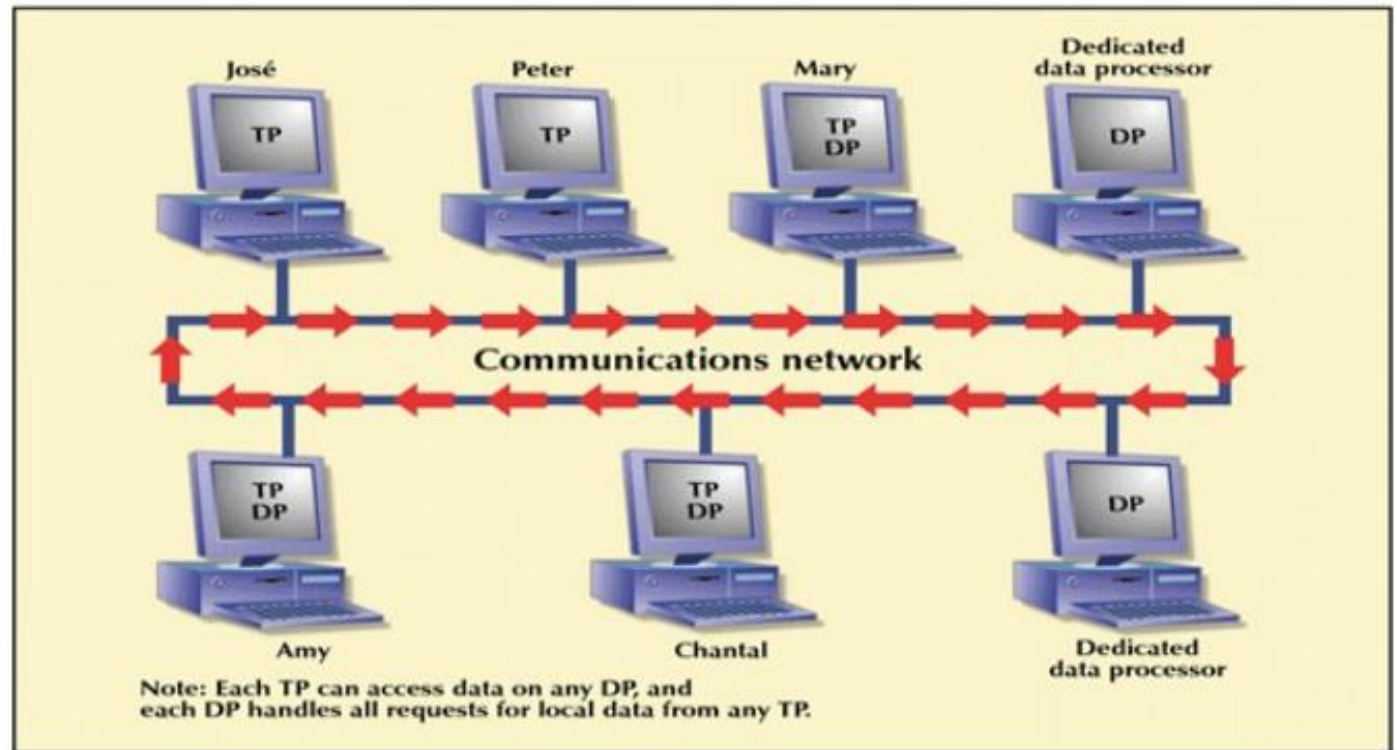 José
Peter
Mary
Dedicated
data processor
TP
TP
TP
DP
DP
Communications network
TP
DP
TP
DP
DP
Amy
Chantal
Dedicated
data processor
Note: Each TP can access data on any DP, and
each DP handles all requests for local data from any TP.